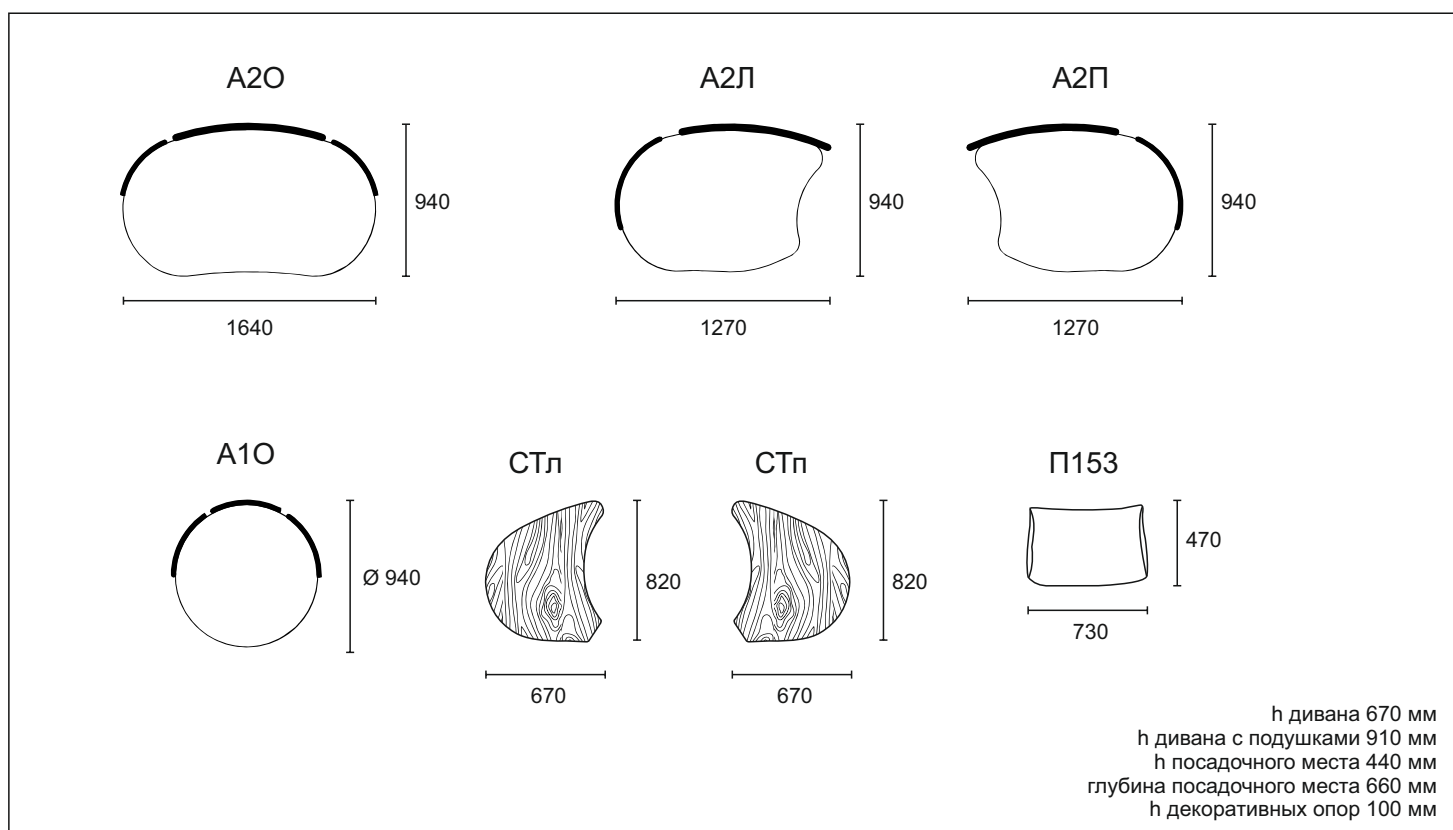 А2О
А2Л
А2П
940
940
940
1640
1270
1270
А1О
СТл
СТп
П153
Ø 940
820
820
470
730
670
670
h дивана 670 мм
h дивана с подушками 910 мм
h посадочного места 440 мм
глубина посадочного места 660 мм
h декоративных опор 100 мм